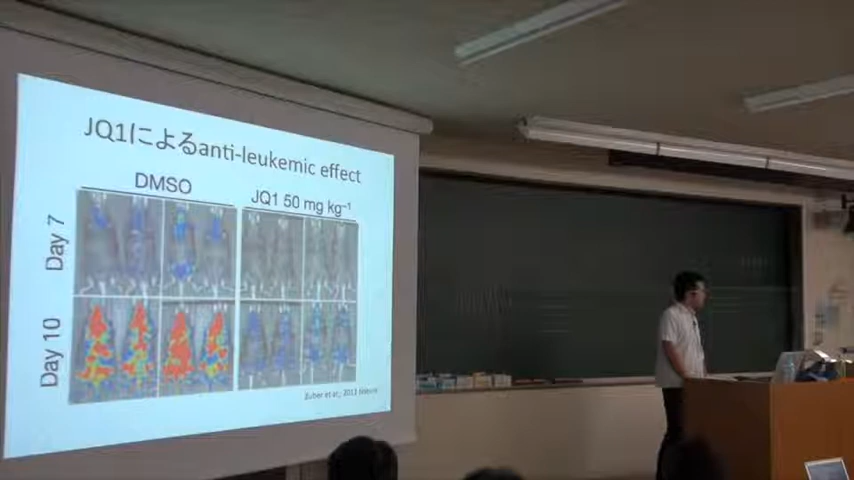 JQ1によるanti-leukemic effect
DMSO
JQ1 50 mg kg⁻¹
Day 7
Day 10
Zuber et al., 2011 Nature